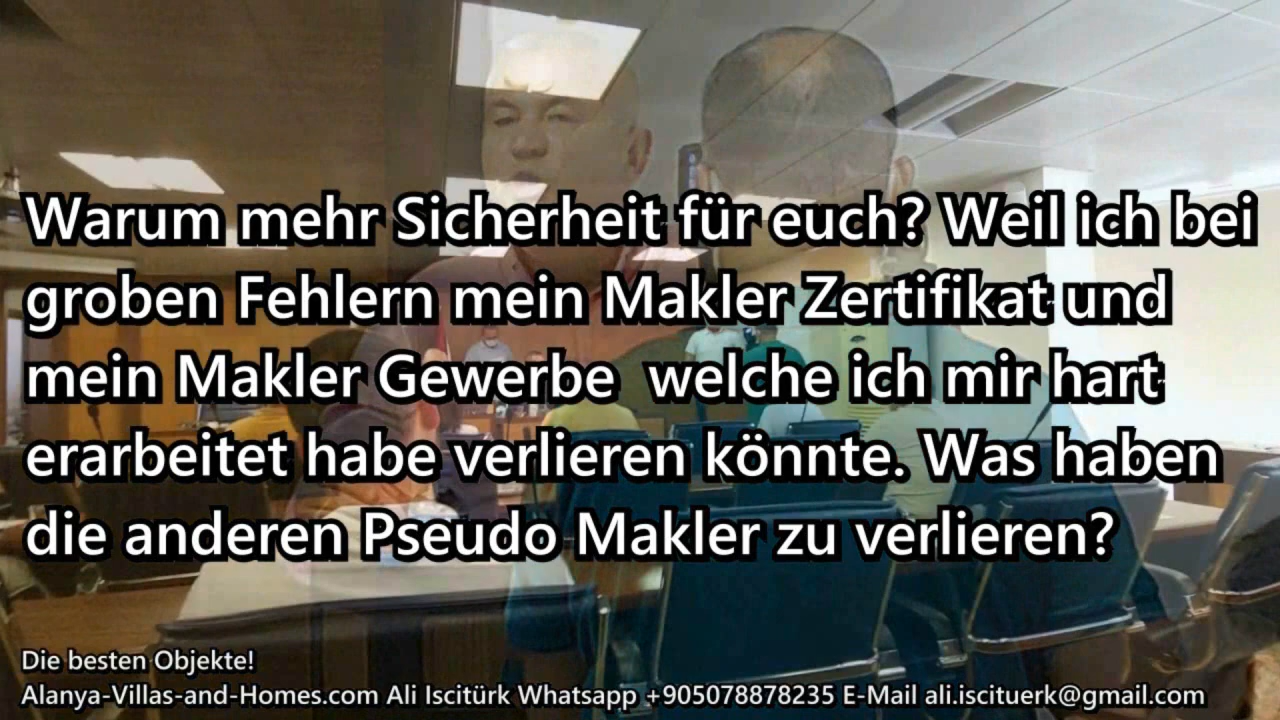 Warum mehr Sicherheit für euch? Weil ich bei
groben Fehlern mein Makler Zertifikat und
mein Makler Gewerbe welche ich mir hart
erarbeitet habe verlieren könnte. Was haben
die anderen Pseudo Makler zu verlieren?
Die besten Objekte!
Alanya-Villas-and-Homes.com Ali Iscitürk Whatsapp +905078878235 E-Mail ali.iscituerk@gmail.com